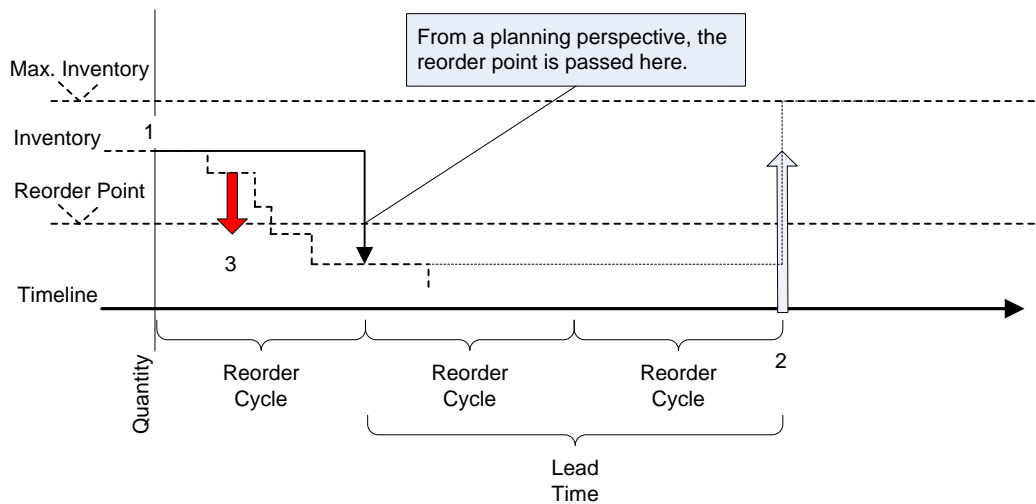 From a planning perspective, the
reorder point is passed here.
Max. Inventory
1
Inventory
Reorder Point
3
Timeline
Quantity
Reorder
Cycle
Reorder
Cycle
Reorder
Cycle
2
Lead
Time